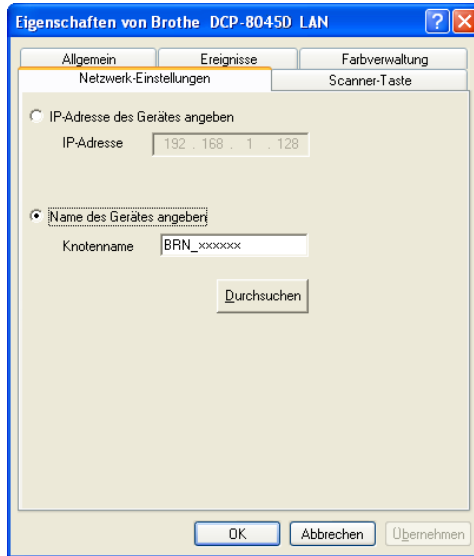 Eigenschaften von Brothe DCP-8045D LAN
Allgemein Ereignisse Farbverwaltung
Netzwerk-Einstellungen Scanner-Taste
IP-Adresse des Gerätes angeben
IP-Adresse 192 . 168 . 1 . 128
Name des Gerätes angeben
Knotenname BRN_xxxxxx
Durchsuchen
OK Abbrechen Übernehmen